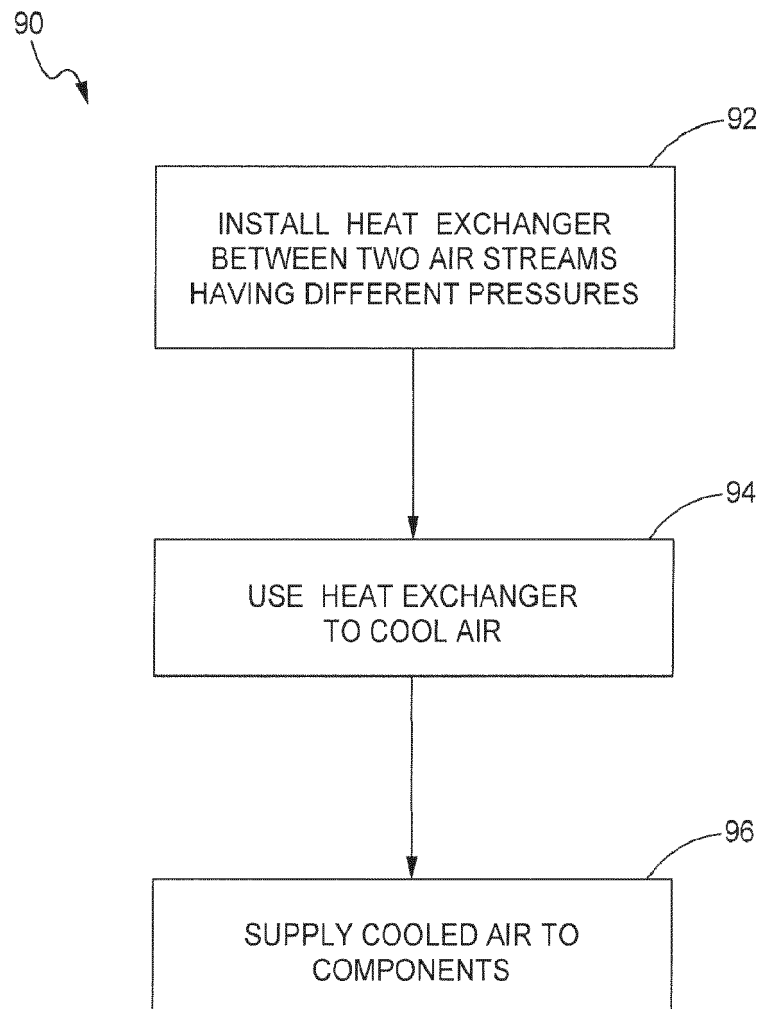 90
92
INSTALL HEAT EXCHANGER
BETWEEN TWO AIR STREAMS
HAVING DIFFERENT PRESSURES
94
USE HEAT EXCHANGER
TO COOL AIR
96
SUPPLY COOLED AIR TO
COMPONENTS